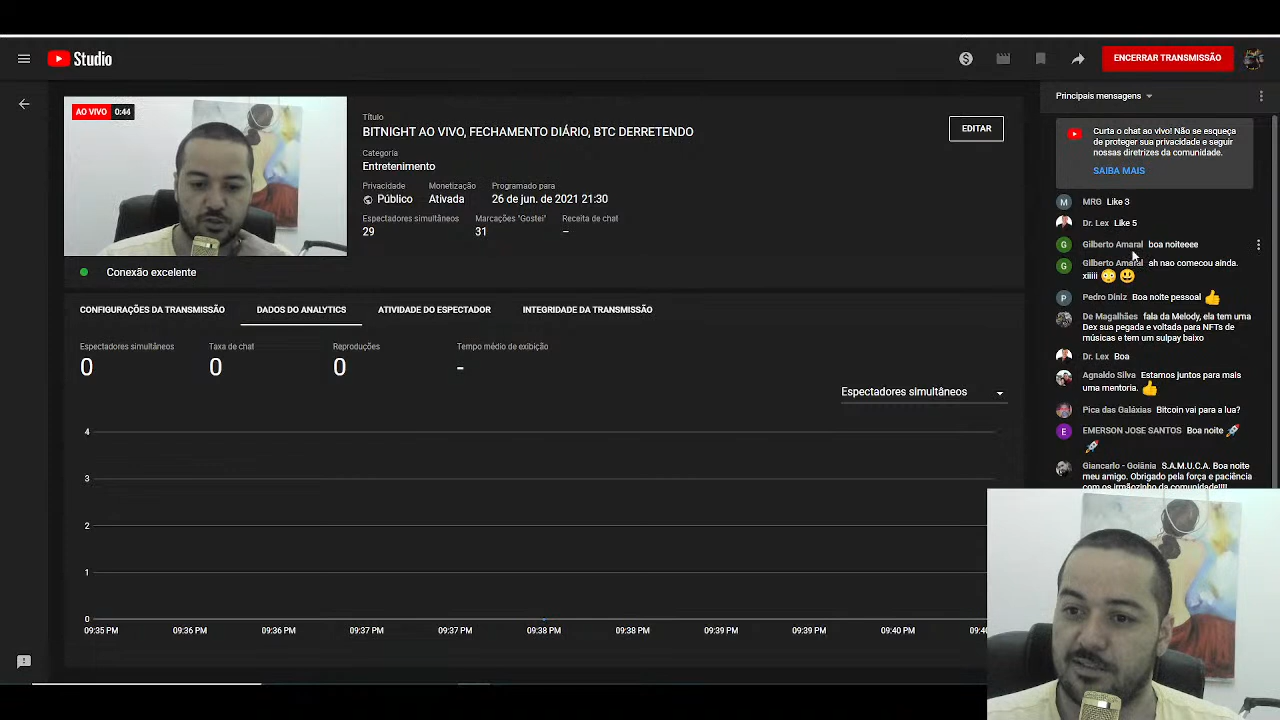 Studio
ENCERRAR TRANSMISSÃO
AO VIVO 0:44
Título
BITNIGHT AO VIVO, FECHAMENTO DIÁRIO, BTC DERRETENDO
EDITAR
Categoria
Entretenimento
Privacidade Monetização Programado para
Público Ativada 26 de jun. de 2021 21:30
Espectadores simultâneos Marcações "Gostei" Receita de chat
29 31 –
Conexão excelente
CONFIGURAÇÕES DA TRANSMISSÃO DADOS DO ANALYTICS ATIVIDADE DO ESPECTADOR INTEGRIDADE DA TRANSMISSÃO
Espectadores simultâneos Taxa de chat Reproduções Tempo médio de exibição
0 0 0 -
Espectadores simultâneos
4
3
2
1
0
09:35 PM 09:36 PM 09:36 PM 09:37 PM 09:37 PM 09:38 PM 09:38 PM 09:39 PM 09:39 PM 09:40 PM 09:40
Principais mensagens
Curta o chat ao vivo! Não se esqueça
de proteger sua privacidade e seguir
nossas diretrizes da comunidade.
SAIBA MAIS
M MRG Like 3
Dr. Lex Like 5
G Gilberto Amaral boa noiteeee
G Gilberto Amaral ah nao comecou ainda.
xiiiii 😳 😃
P Pedro Diniz Boa noite pessoal 👍
De Magalhães fala da Melody, ela tem uma
Dex sua pegada e voltada para NFTs de
músicas e tem um sulpay baixo
Dr. Lex Boa
Agnaldo Silva Estamos juntos para mais
uma mentoria. 👍
Pica das Galáxias Bitcoin vai para a lua?
E EMERSON JOSE SANTOS Boa noite 🚀
🚀
Giancarlo - Goiânia S.A.M.U.C.A. Boa noite
meu amigo. Obrigado pela força e paciência
com os irmãozinho da comunidade!!!!